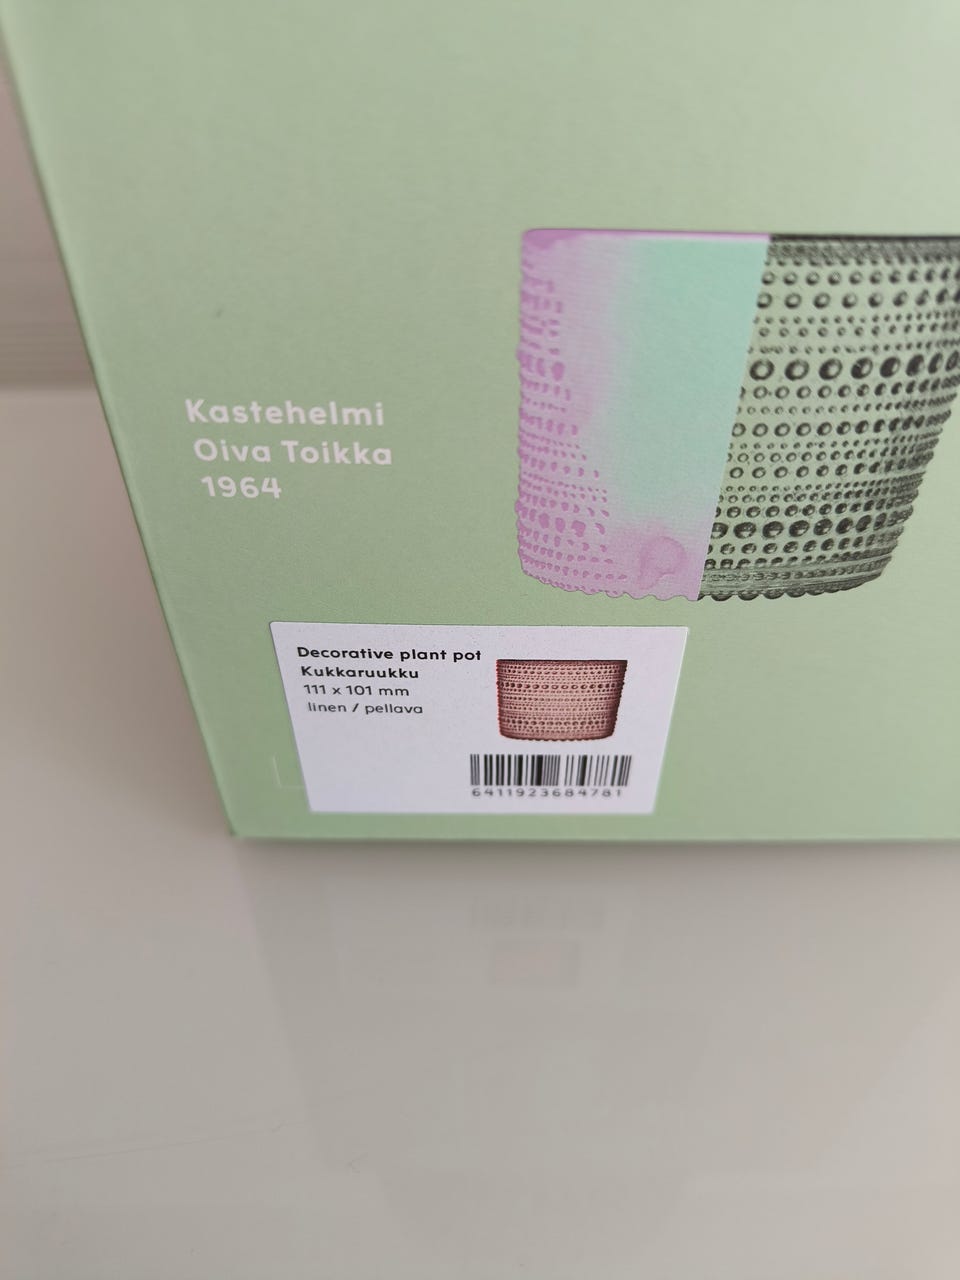 Kastehelmi
Oiva Toikka
1964
Decorative plant pot
Kukkaruukku
111 x 101 mm
linen / pellava
6411923684781